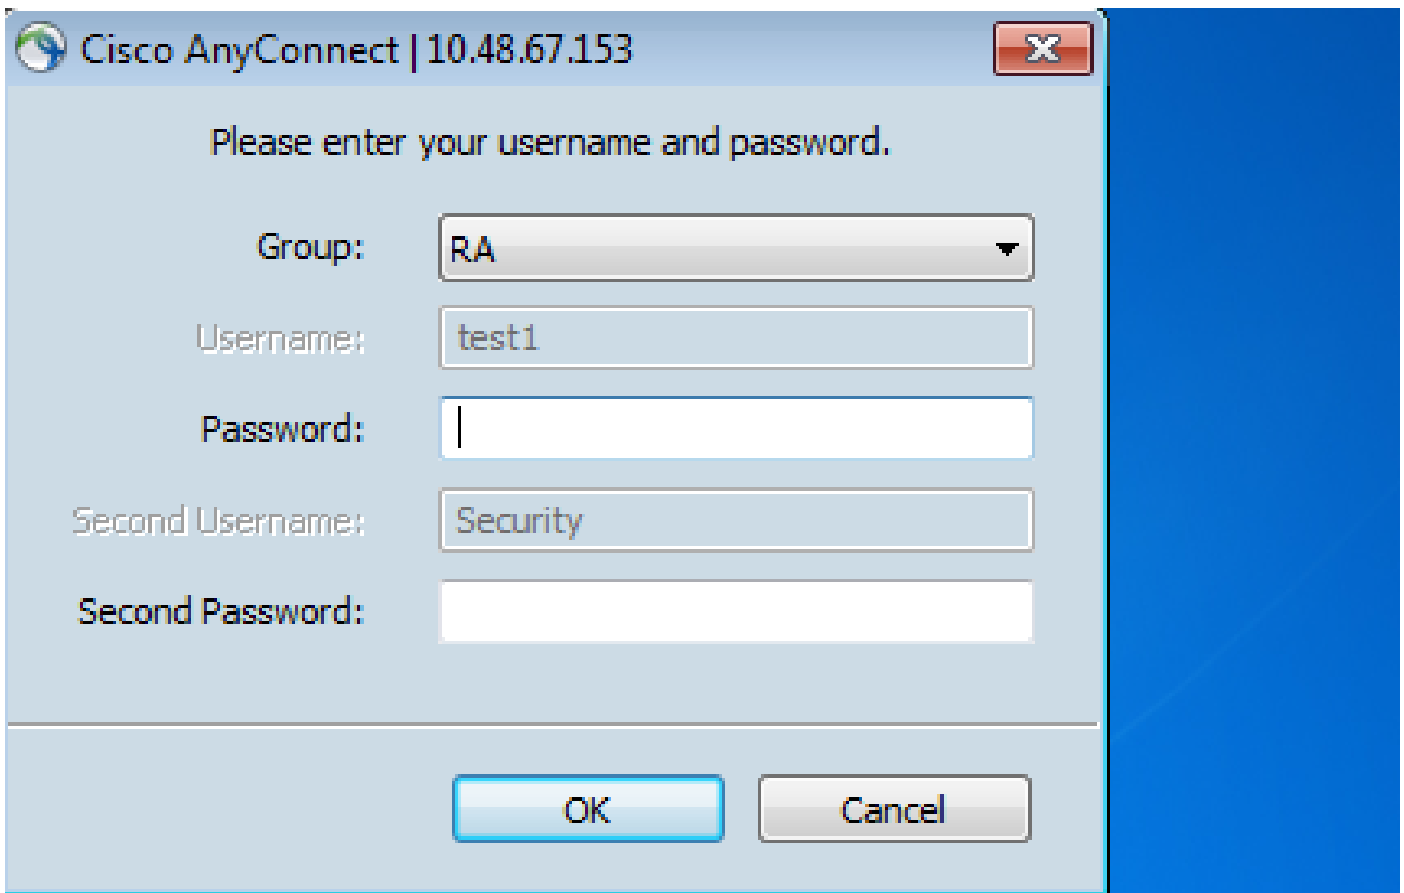 Cisco AnyConnect | 10.48.67.153
Please enter your username and password.
Group: RA
Username: test1
Password:
Second Username: Security
Second Password:
OK Cancel